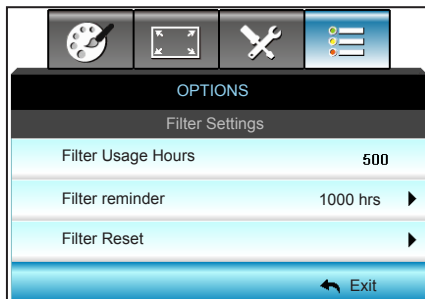 OPTIONS
Filter Settings
Filter Usage Hours 500
Filter reminder 1000 hrs
Filter Reset
Exit